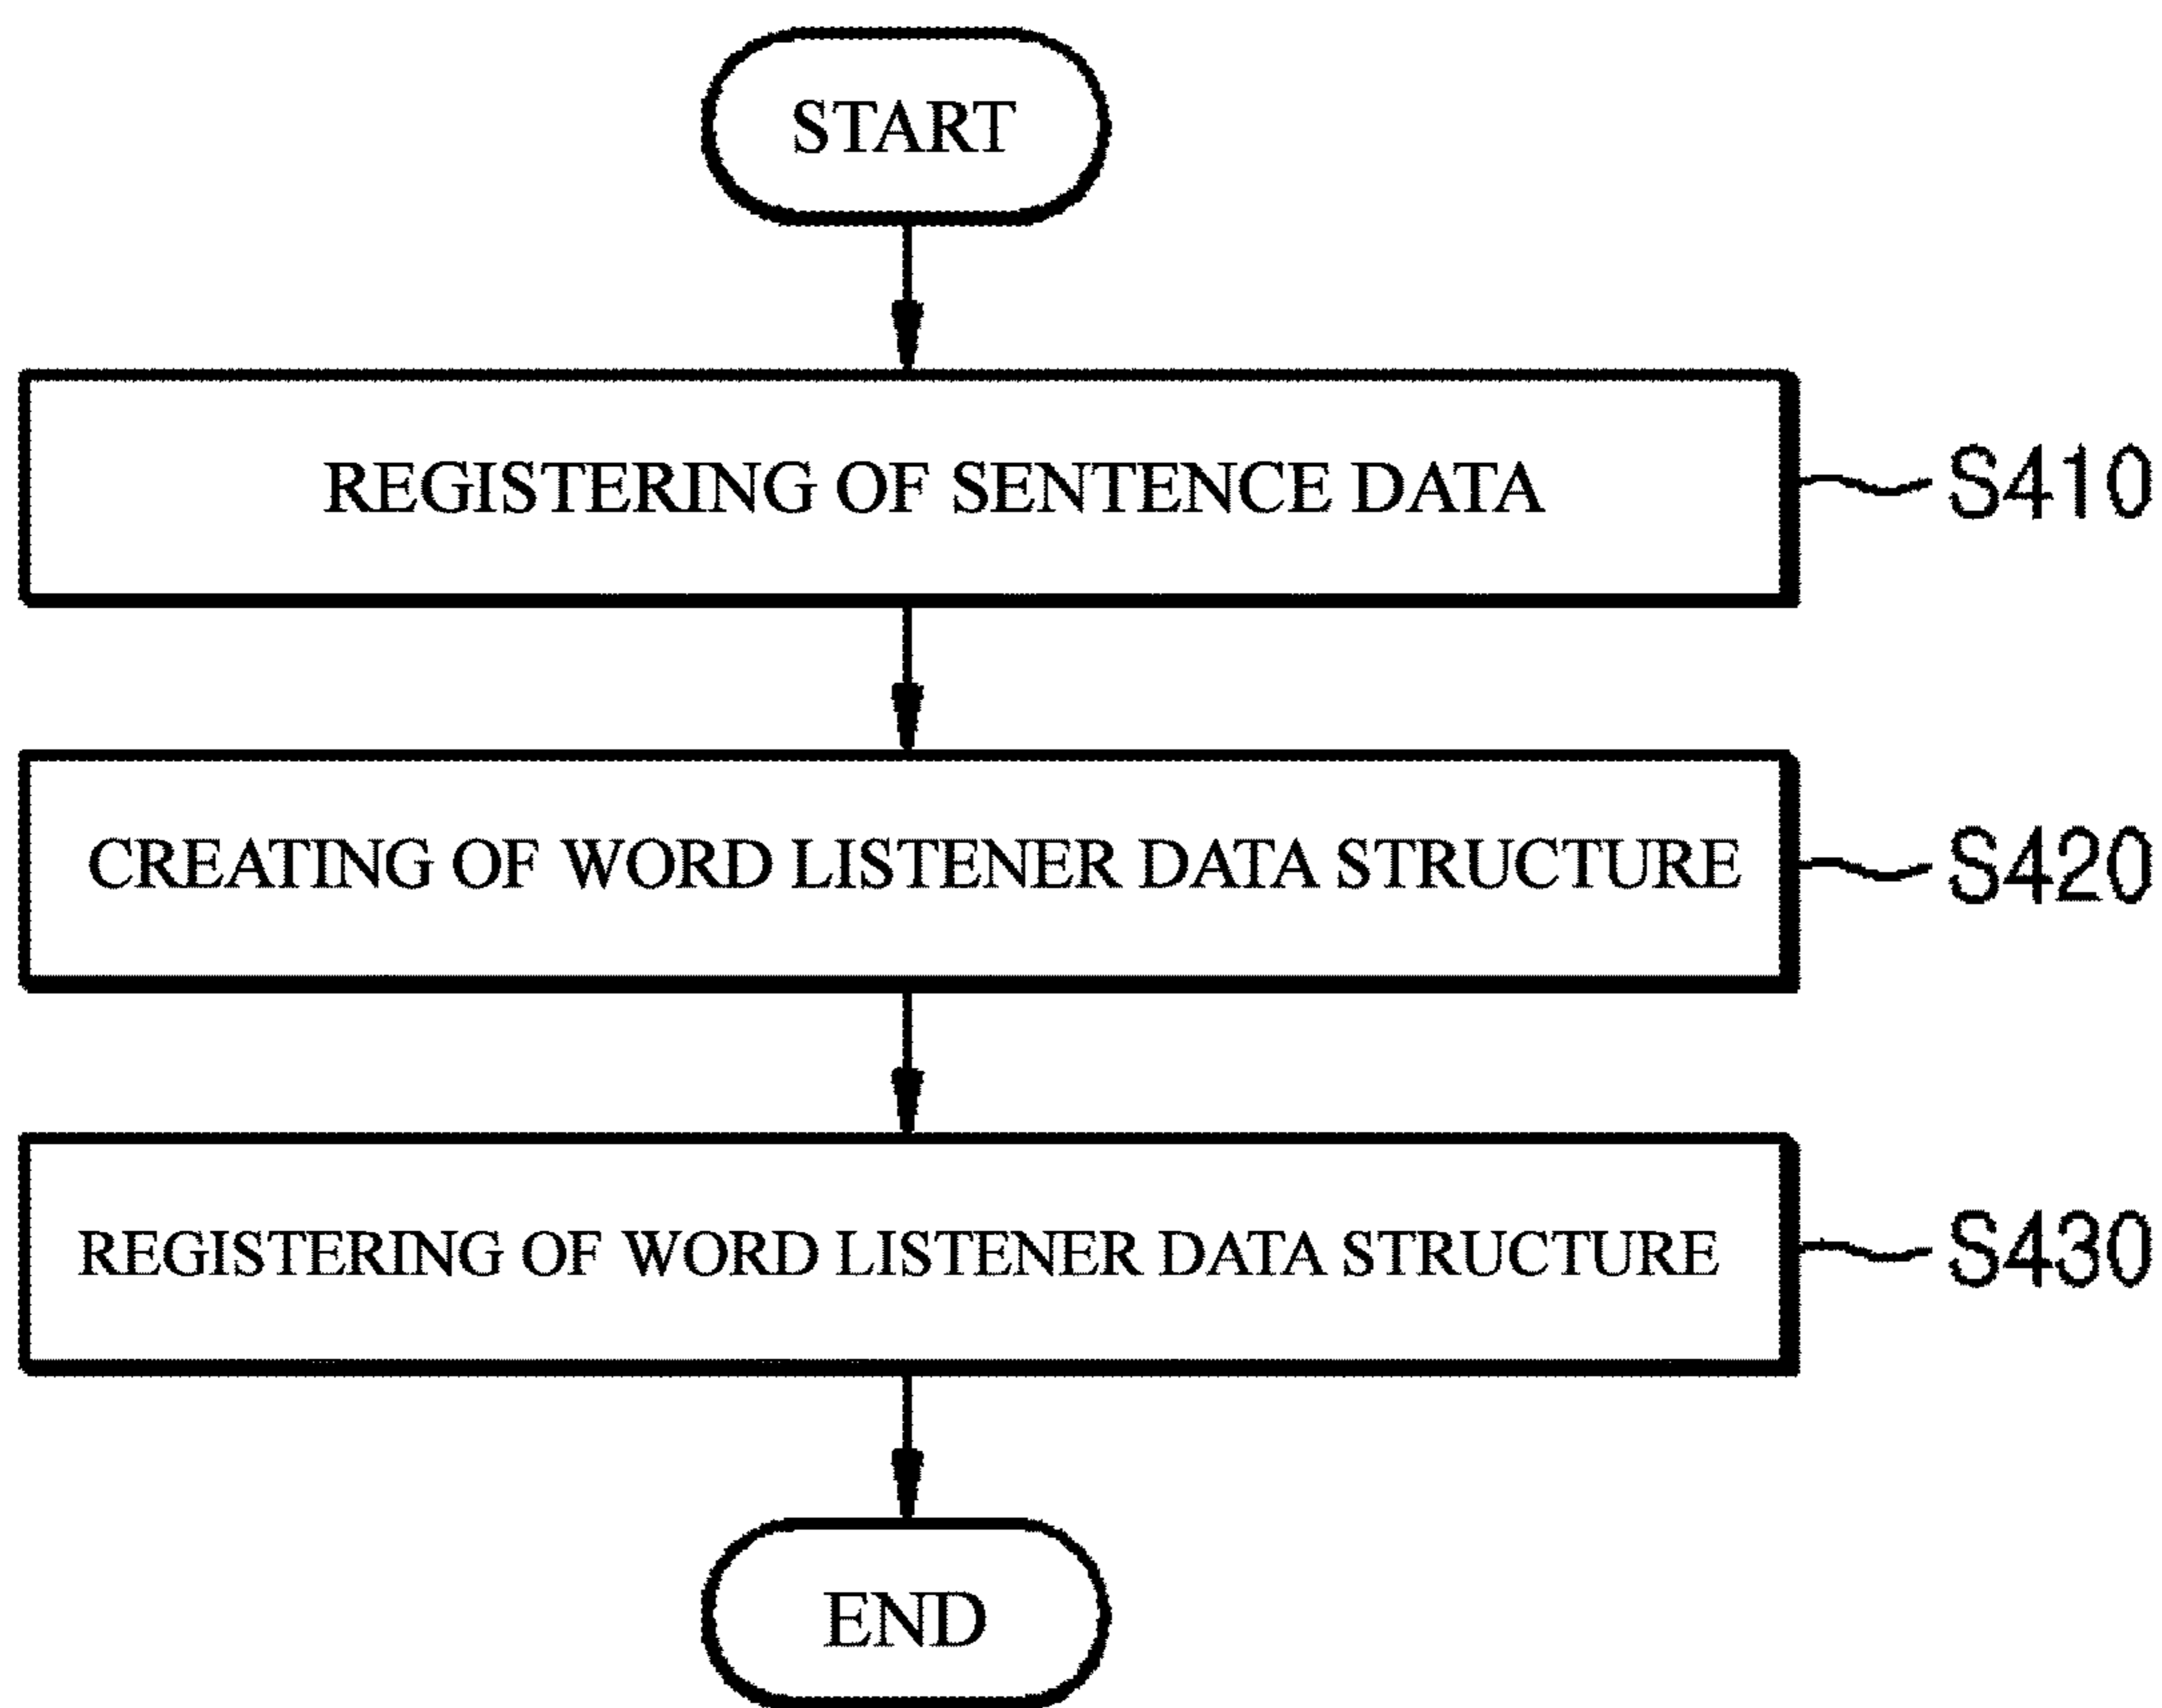 START
REGISTERING OF SENTENCE DATA
S410
CREATING OF WORD LISTENER DATA STRUCTURE
S420
REGISTERING OF WORD LISTENER DATA STRUCTURE
S430
END